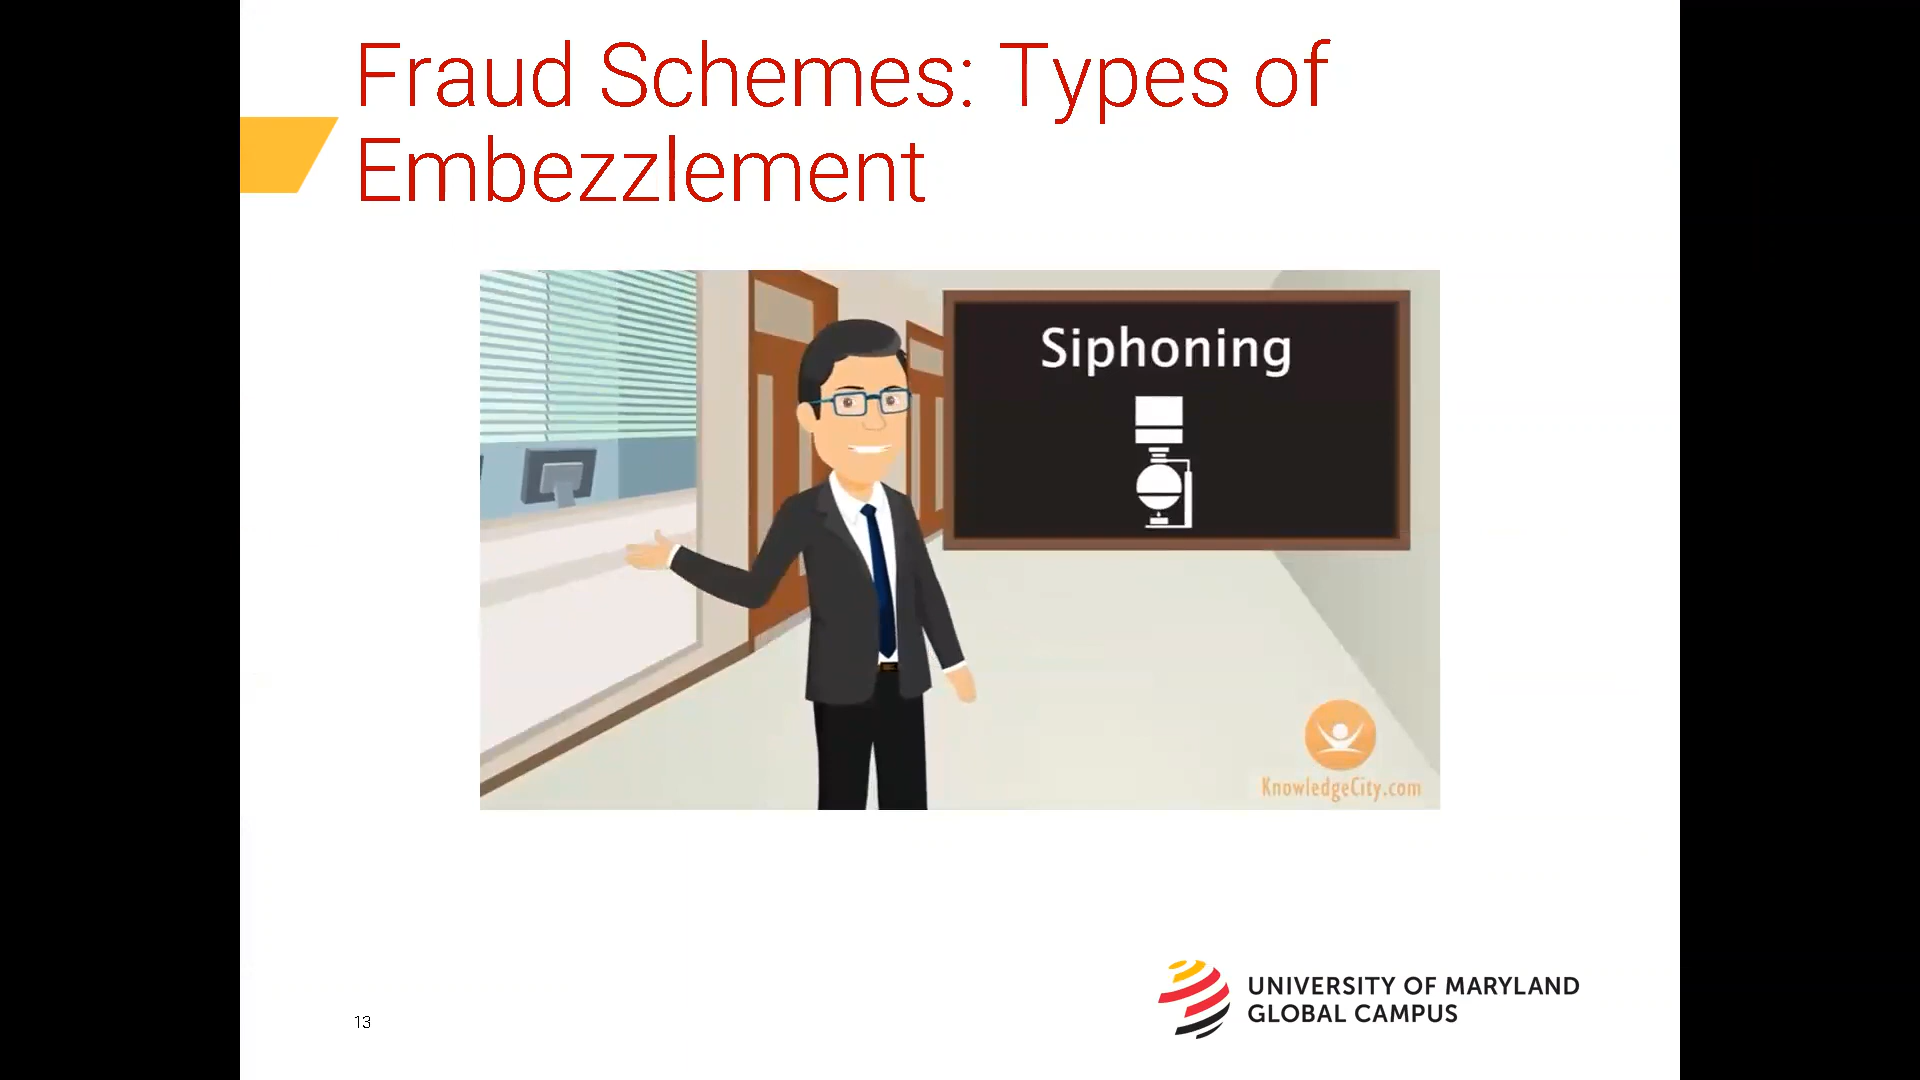 Fraud Schemes: Types of
Embezzlement
Siphoning
KnowledgeCity.com
13
UNIVERSITY OF MARYLAND
GLOBAL CAMPUS